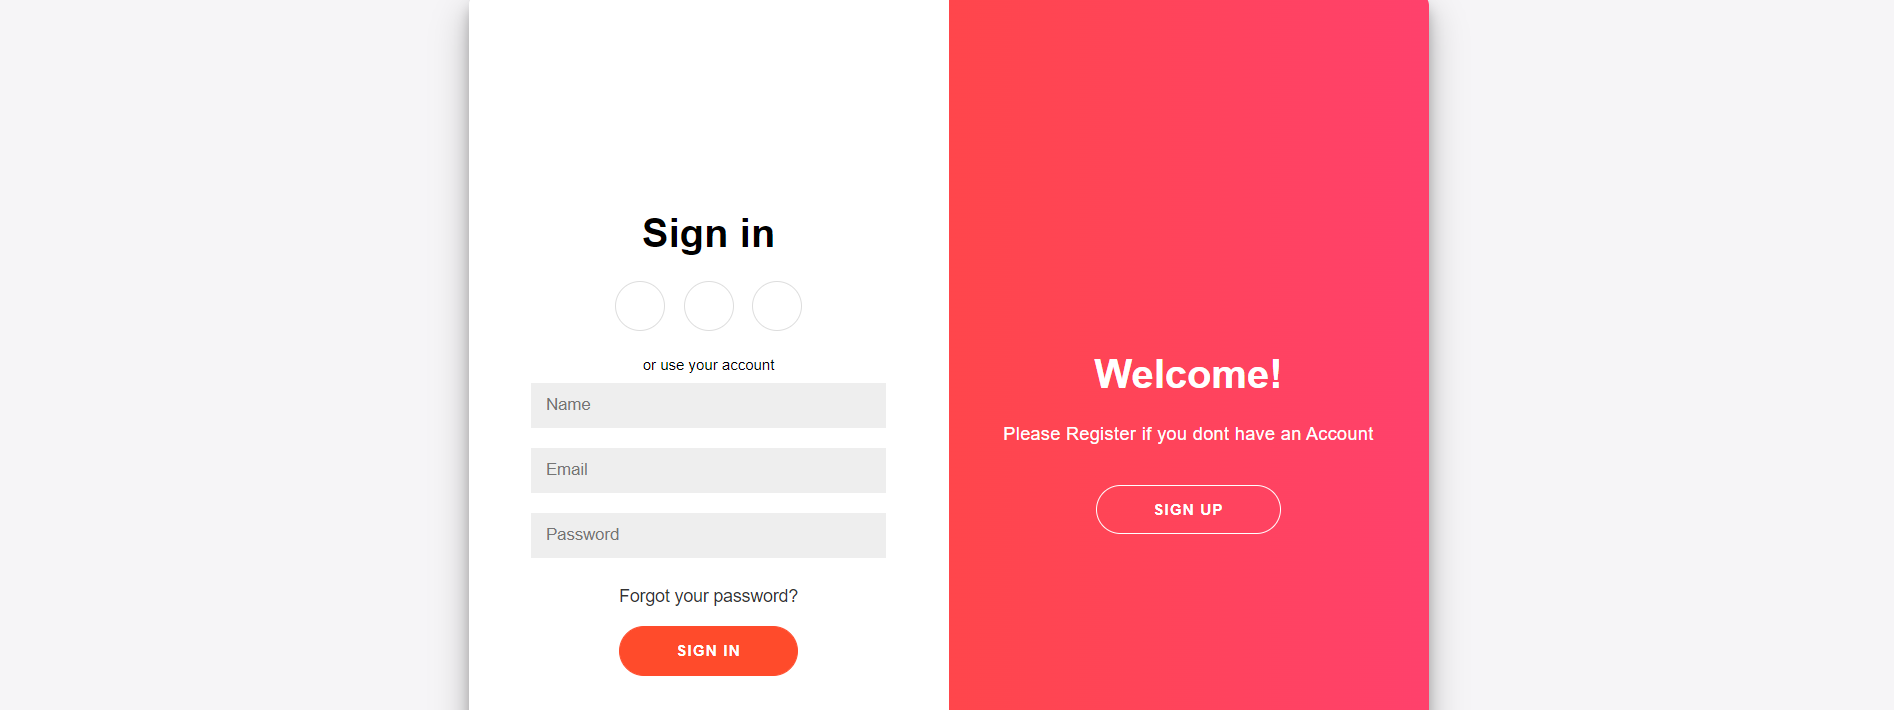 Sign in
or use your account
Name
Email
Password
Forgot your password?
SIGN IN
Welcome!
Please Register if you dont have an Account
SIGN UP